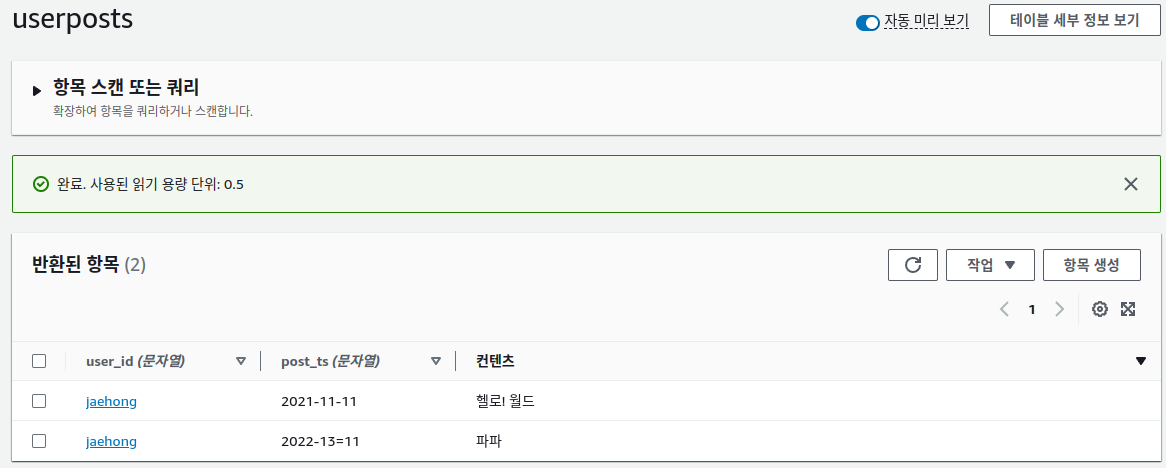 userposts
자동 미리 보기
테이블 세부 정보 보기
항목 스캔 또는 쿼리
확장하여 항목을 쿼리하거나 스캔합니다.
완료. 사용된 읽기 용량 단위: 0.5
반환된 항목 (2)
작업
항목 생성
1
user_id (문자열) post_ts (문자열) 컨텐츠
jaehong 2021-11-11 헬로! 월드
jaehong 2022-13=11 파파